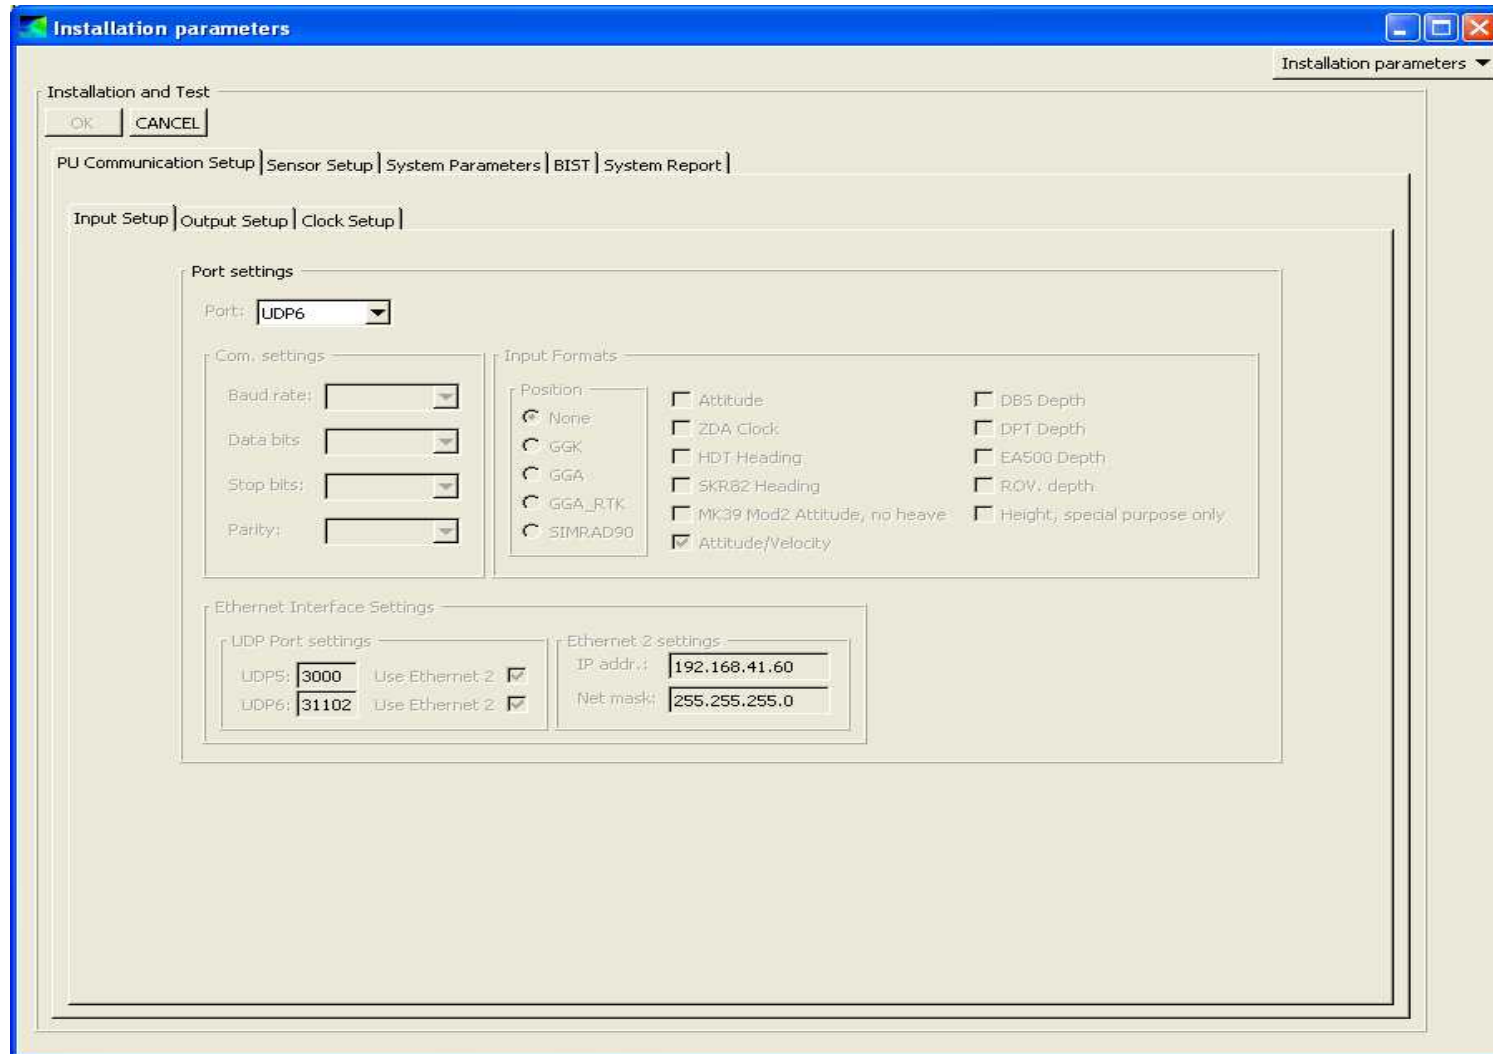 Installation parameters
Installation parameters
Installation and Test
OK CANCEL
PU Communication Setup Sensor Setup System Parameters BIST System Report
Input Setup Output Setup Clock Setup
Port settings
Port: UDP6
Com. settings
Baud rate:
Data bits
Stop bits:
Parity:
Input Formats
Position
None
GGK
GGA
GGA_RTK
SIMRAD90
Attitude
ZDA Clock
HDT Heading
SKR82 Heading
MK39 Mod2 Attitude, no heave
Attitude/Velocity
DBS Depth
DPT Depth
EA500 Depth
ROV. depth
Height, special purpose only
Ethernet Interface Settings
UDP Port settings
UDP5: 3000 Use Ethernet 2
UDP6: 31102 Use Ethernet 2
Ethernet 2 settings
IP addr.: 192.168.41.60
Net mask: 255.255.255.0